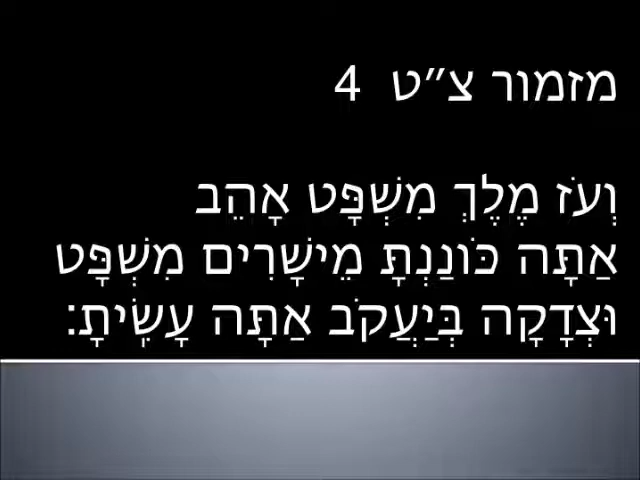 מזמור צ״ט 4
וְעֹז מֶלֶךְ מִשְׁפָּט אָהֵב
אַתָּה כּוֹנַנְתָּ מֵישָׁרִים מִשְׁפָּט
וּצְדָקָה בְּיַעֲקֹב אַתָּה עָשִֽׂיתָ׃